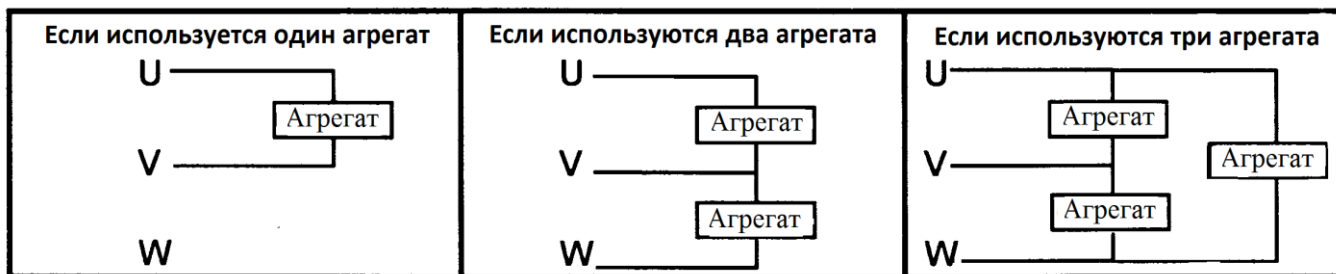 Если используется один агрегат
U
Агрегат
V
W
Если используются два агрегата
U
Агрегат
V
Агрегат
W
Если используются три агрегата
U
Агрегат
V
Агрегат
Агрегат
W